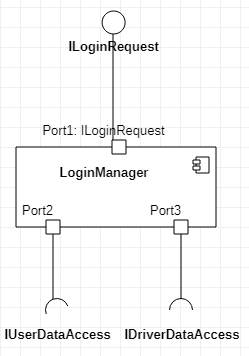 ILoginRequest
Port1: ILoginRequest
LoginManager
Port2
Port3
IUserDataAccess
IDriverDataAccess